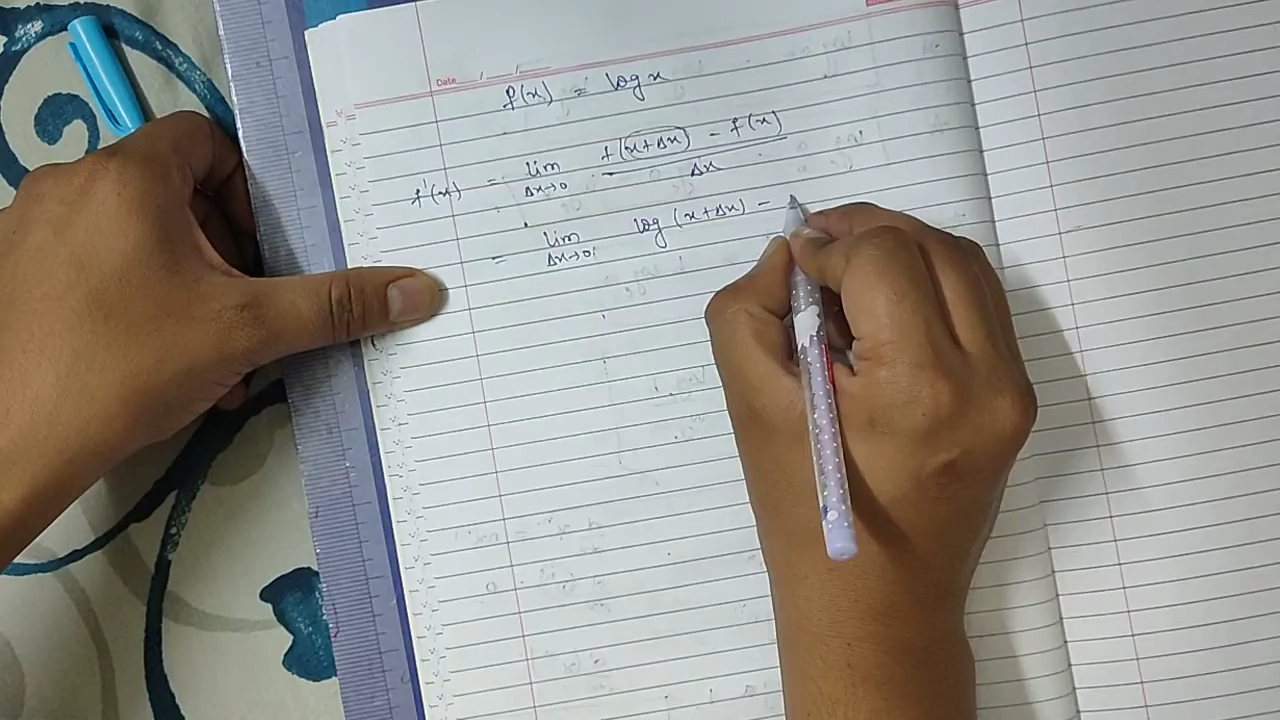 Date / /
f(x) = log x
f'(x) = lim Δx→0 f(x+Δx) - f(x) / Δx
= lim Δx→0 log (x+Δx) -